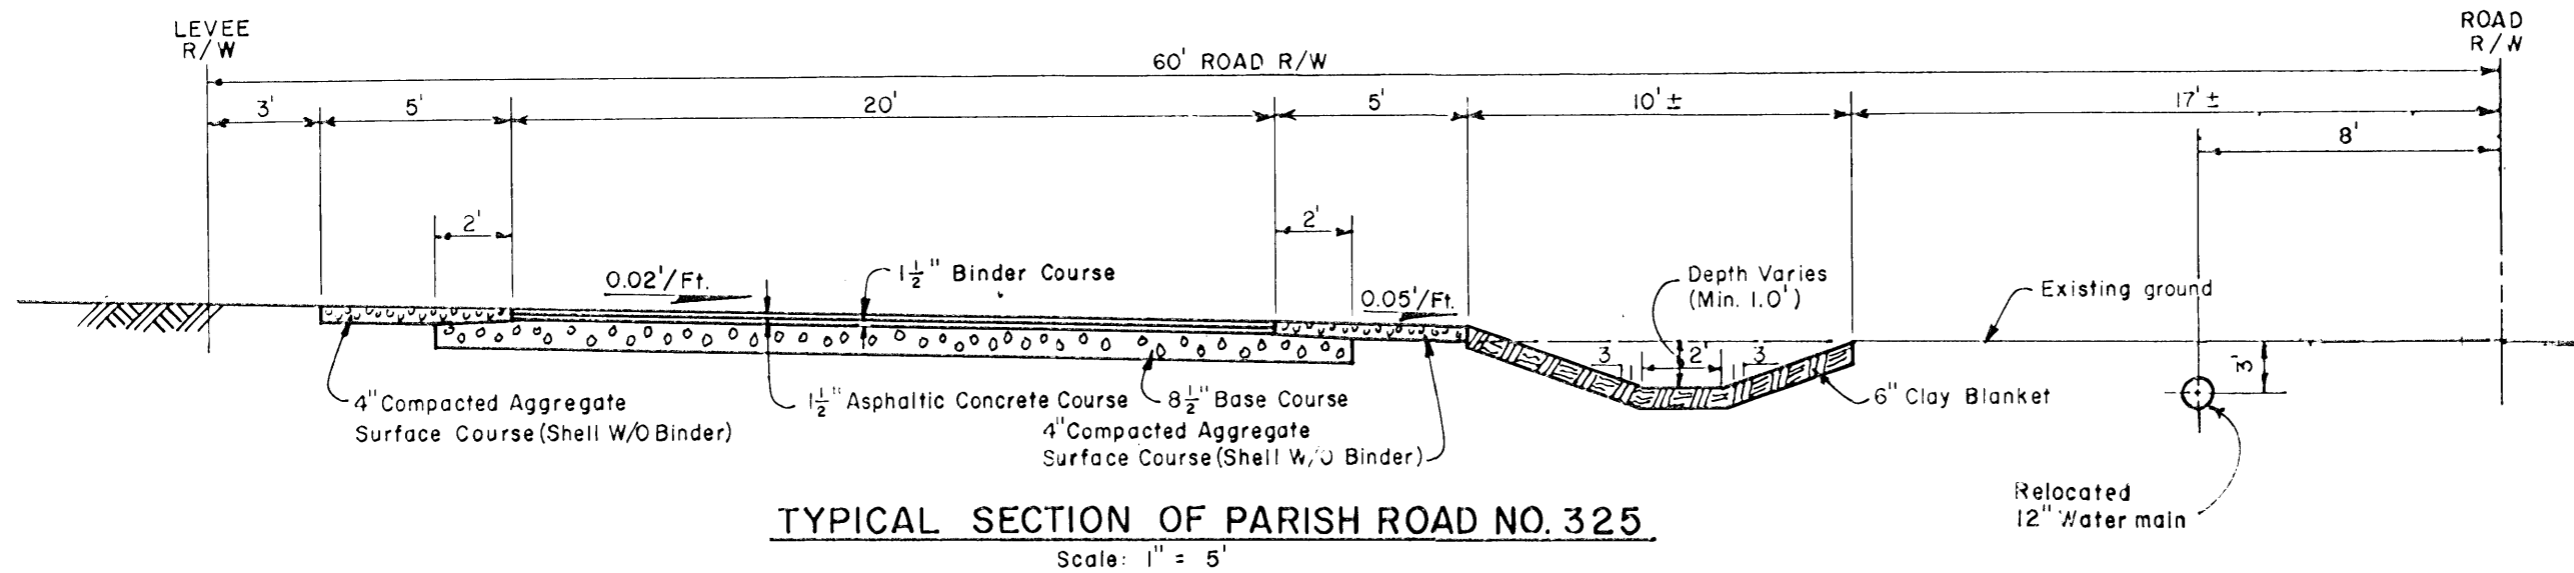 LEVEE
R/W
ROAD
R/W
60' ROAD R/W
3'
5'
20'
5'
10'±
17'±
8'
2'
2'
0.02'/Ft.
1 1/2" Binder Course
0.05'/Ft.
Depth Varies
(Min. 1.0')
Existing ground
3
1
2'
1
3
3'
4" Compacted Aggregate
Surface Course (Shell W/O Binder)
1 1/2" Asphaltic Concrete Course
8 1/2" Base Course
4" Compacted Aggregate
Surface Course (Shell W/O Binder)
6" Clay Blanket
Relocated
12" Water main
TYPICAL SECTION OF PARISH ROAD NO. 325
Scale: 1" = 5'